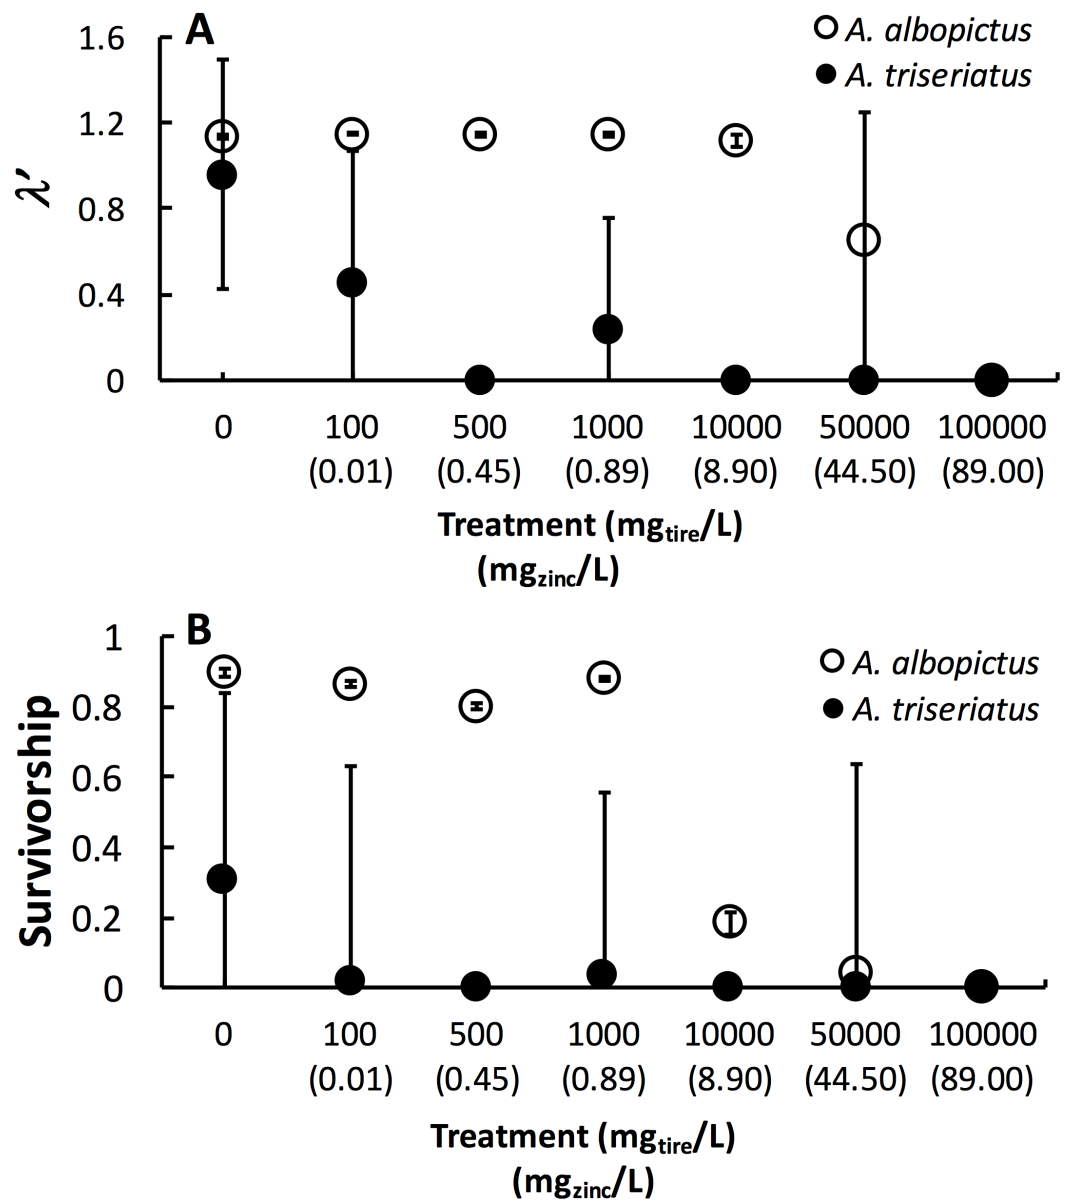 A
A. albopictus
A. triseriatus
1.6
1.2
0.8
0.4
0
λ′
0 100 500 1000 10000 50000 100000
(0.01) (0.45) (0.89) (8.90) (44.50) (89.00)
Treatment (mgtire/L)
(mgzinc/L)
B
A. albopictus
A. triseriatus
1
0.8
0.6
0.4
0.2
0
Survivorship
0 100 500 1000 10000 50000 100000
(0.01) (0.45) (0.89) (8.90) (44.50) (89.00)
Treatment (mgtire/L)
(mgzinc/L)